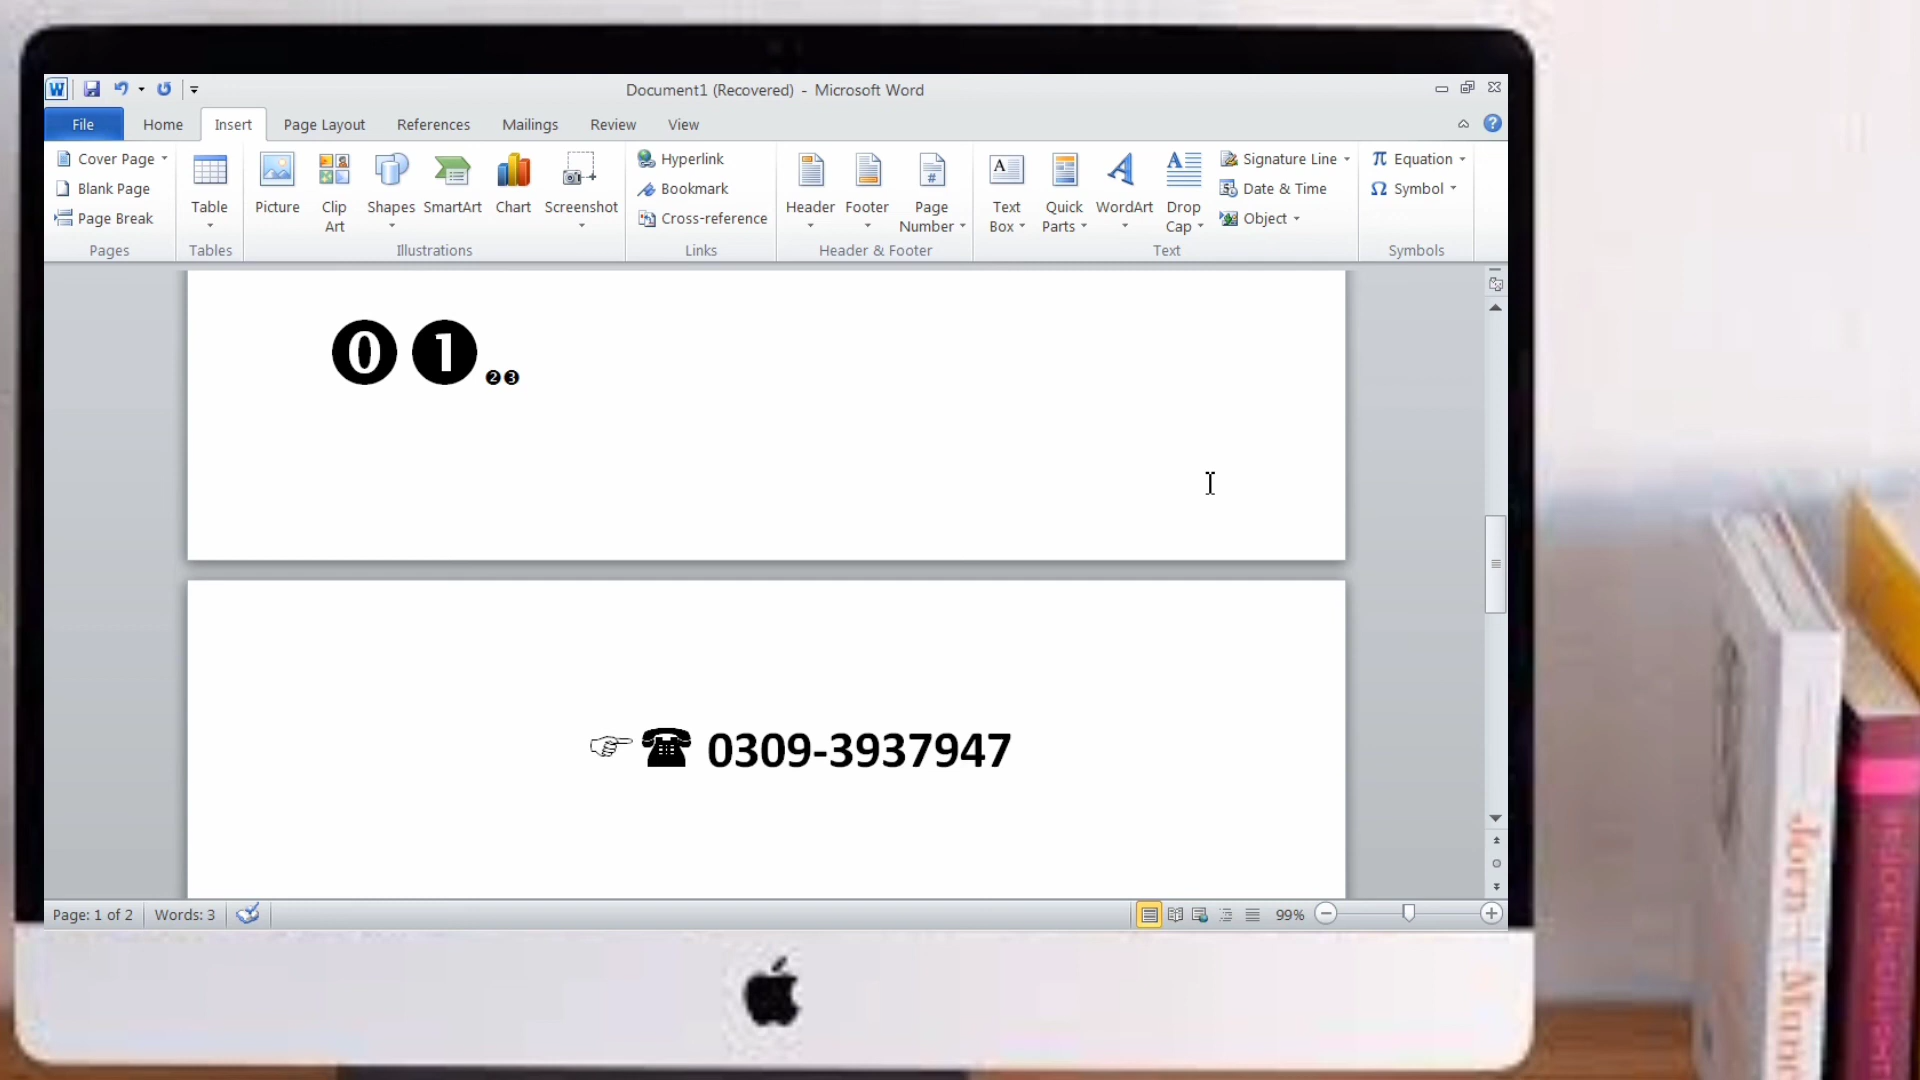 Document1 (Recovered) - Microsoft Word
File Home Insert Page Layout References Mailings Review View
Cover Page
Blank Page
Page Break
Pages
Table
Tables
Picture
Clip
Art
Shapes
SmartArt
Chart
Screenshot
Illustrations
Hyperlink
Bookmark
Cross-reference
Links
Header
Footer
Page
Number
Header & Footer
A
Text
Box
Quick
Parts
WordArt
Drop
Cap
Signature Line
Date & Time
Object
Text
π Equation
Ω Symbol
Symbols
⓿ ❶ ❷❸
☞☎ 0309-3937947
Page: 1 of 2 Words: 3 99%